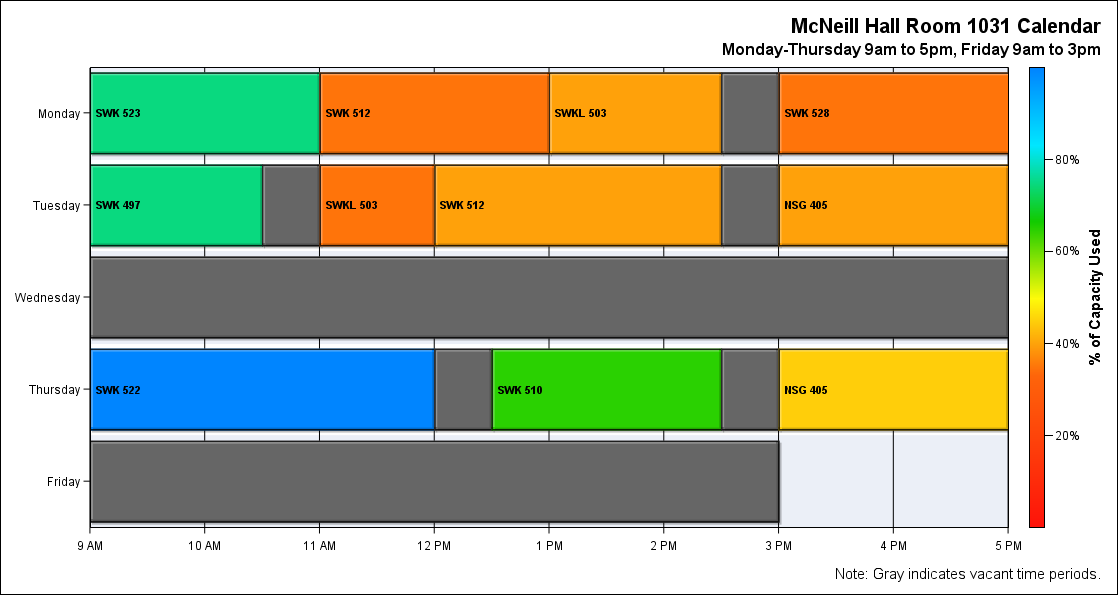 McNeill Hall Room 1031 Calendar
Monday-Thursday 9am to 5pm, Friday 9am to 3pm
Monday
SWK 523
SWK 512
SWKL 503
SWK 528
Tuesday
SWK 497
SWKL 503
SWK 512
NSG 405
Wednesday
Thursday
SWK 522
SWK 510
NSG 405
Friday
9 AM
10 AM
11 AM
12 PM
1 PM
2 PM
3 PM
4 PM
5 PM
80%
60%
40%
20%
% of Capacity Used
Note: Gray indicates vacant time periods.